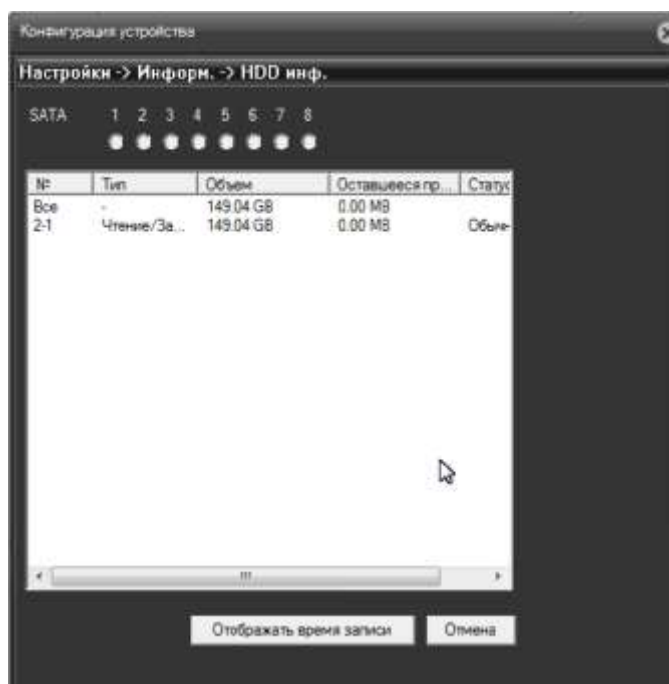 Конфигурация устройства
Настройки -> Информ. -> HDD инф.
SATA 1 2 3 4 5 6 7 8
№ Тип Объем Оставшееся пр... Статус
Все - 149.04 GB 0.00 MB
2-1 Чтение/За... 149.04 GB 0.00 MB Обыч
Отображать время записи Отмена